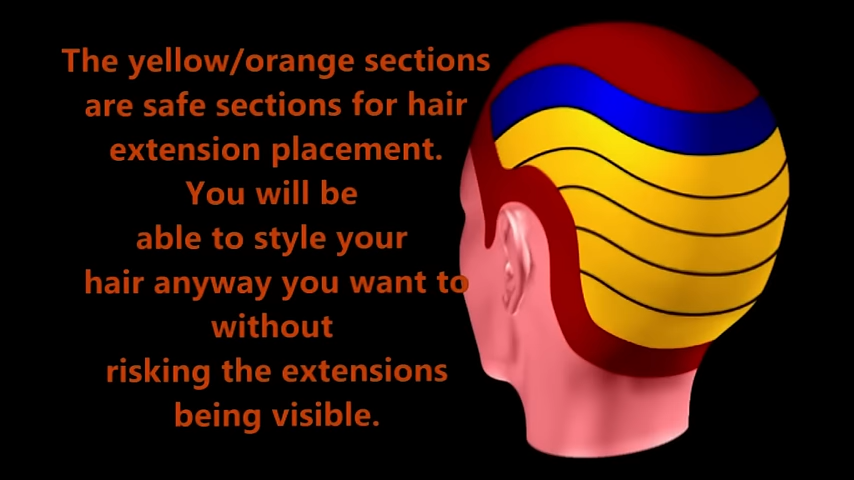 The yellow/orange sections
are safe sections for hair
extension placement.
You will be
able to style your
hair anyway you want to
without
risking the extensions
being visible.